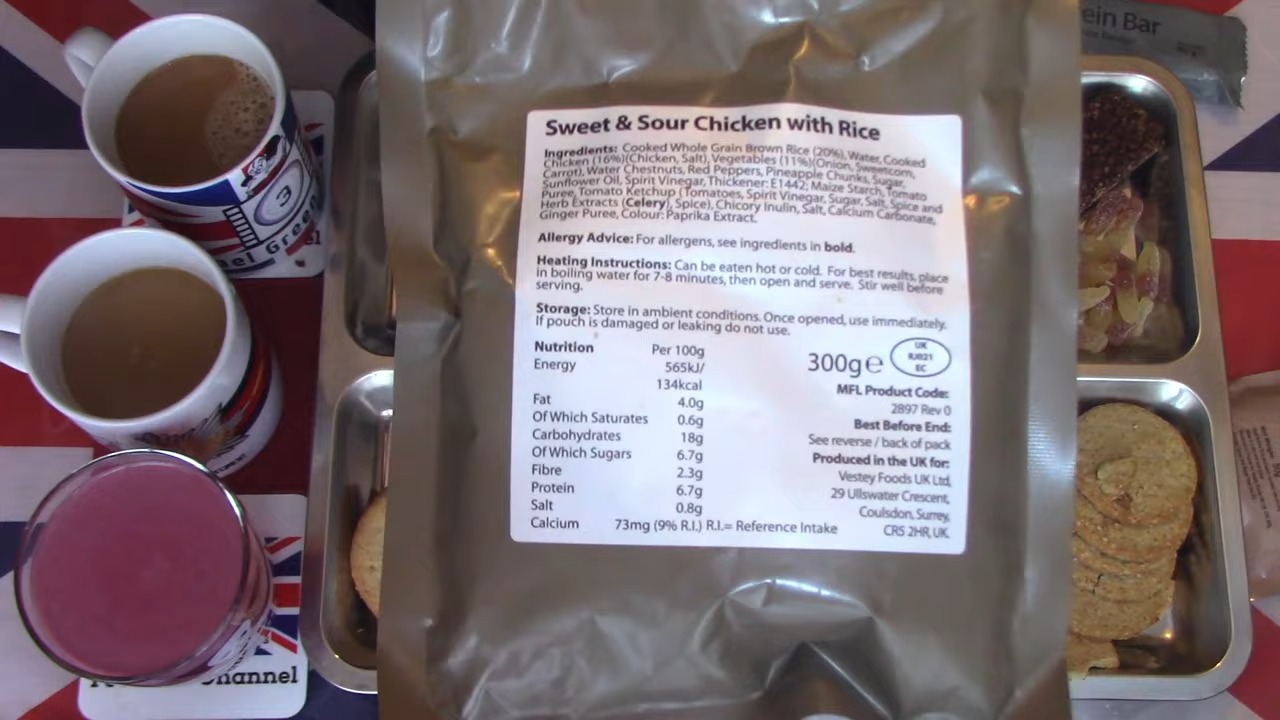 ein Bar
Sweet & Sour Chicken with Rice
Ingredients: Cooked Whole Grain Brown Rice (20%), Water, Cooked
Chicken (16%)(Chicken, Salt), Vegetables (11%)(Onion, Sweetcorn,
Carrot), Water Chestnuts, Red Peppers, Pineapple Chunks, Sugar,
Sunflower Oil, Spirit Vinegar, Thickener: E1442; Maize Starch, Tomato
Puree, Tomato Ketchup (Tomatoes, Spirit Vinegar, Sugar, Salt, Spice and
Herb Extracts (Celery), Spice), Chicory Inulin, Salt, Calcium Carbonate,
Ginger Puree, Colour: Paprika Extract.
Allergy Advice: For allergens, see ingredients in bold.
Heating Instructions: Can be eaten hot or cold. For best results, place
in boiling water for 7-8 minutes, then open and serve. Stir well before
serving.
Storage: Store in ambient conditions. Once opened, use immediately.
If pouch is damaged or leaking do not use.
Nutrition Per 100g
Energy 565kJ/
134kcal
Fat 4.0g
Of Which Saturates 0.6g
Carbohydrates 18g
Of Which Sugars 6.7g
Fibre 2.3g
Protein 6.7g
Salt 0.8g
Calcium 73mg (9% R.I.) R.I.= Reference Intake
300g e
UK
RJ021
EC
MFL Product Code:
2897 Rev 0
Best Before End:
See reverse / back of pack
Produced in the UK for:
Vestey Foods UK Ltd,
29 Ullswater Crescent,
Coulsdon, Surrey,
CR5 2HR, UK.
3
nel Green
el
Channel